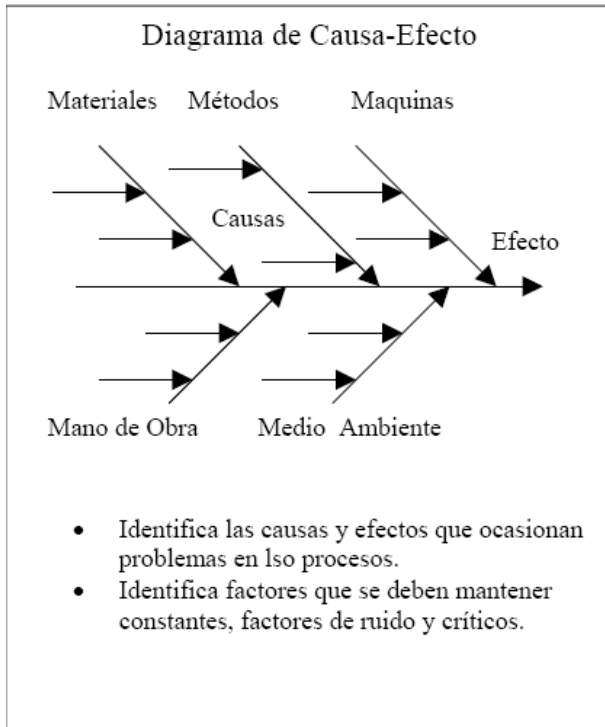 Diagrama de Causa-Efecto
Materiales Métodos Maquinas
Causas
Efecto
Mano de Obra Medio Ambiente
• Identifica las causas y efectos que ocasionan
problemas en lso procesos.
• Identifica factores que se deben mantener
constantes, factores de ruido y críticos.